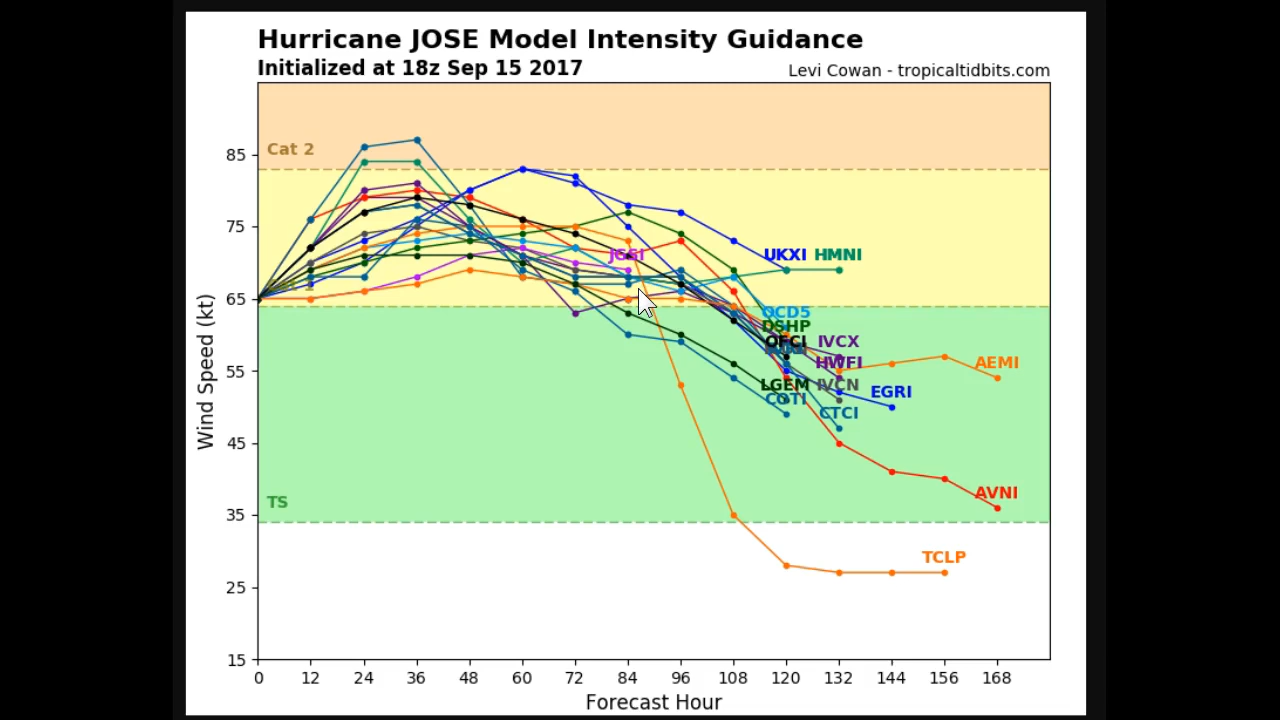 Hurricane JOSE Model Intensity Guidance
Initialized at 18z Sep 15 2017
Levi Cowan - tropicaltidbits.com
Cat 2
85
75
JGSI
UKXI HMNI
65
OCD5
DSHP
OFCI IVCX
HWFI
AEMI
55
LGEM IVCN
EGRI
COTI
CTCI
45
AVNI
TS
35
TCLP
25
15
Wind Speed (kt)
0 12 24 36 48 60 72 84 96 108 120 132 144 156 168
Forecast Hour